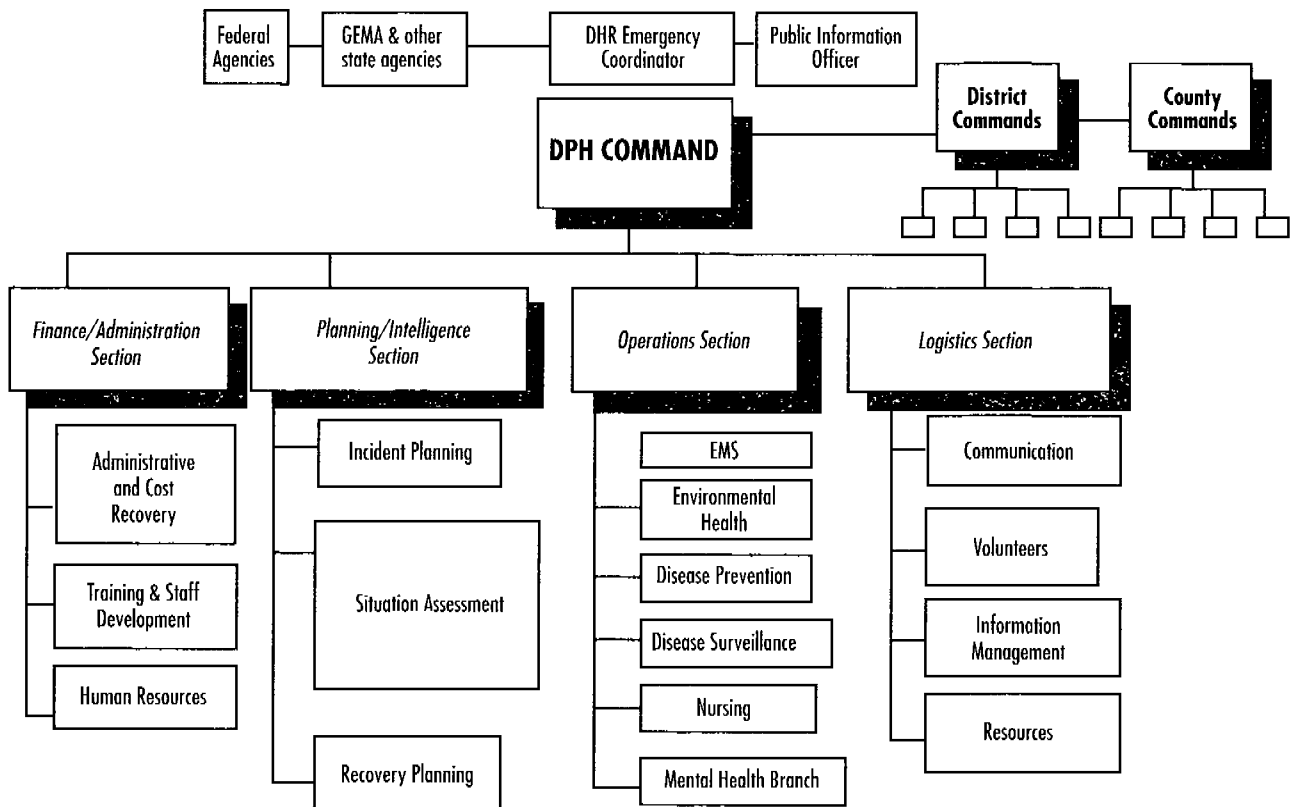 Federal
Agencies
GEMA & other
state agencies
DHR Emergency
Coordinator
Public Information
Officer
DPH COMMAND
District
Commands
County
Commands
Finance/Administration
Section
Planning/Intelligence
Section
Operations Section
Logistics Section
Administrative
and Cost
Recovery
Training & Staff
Development
Human Resources
Incident Planning
Situation Assessment
Recovery Planning
EMS
Environmental
Health
Disease Prevention
Disease Surveillance
Nursing
Mental Health Branch
Communication
Volunteers
Information
Management
Resources